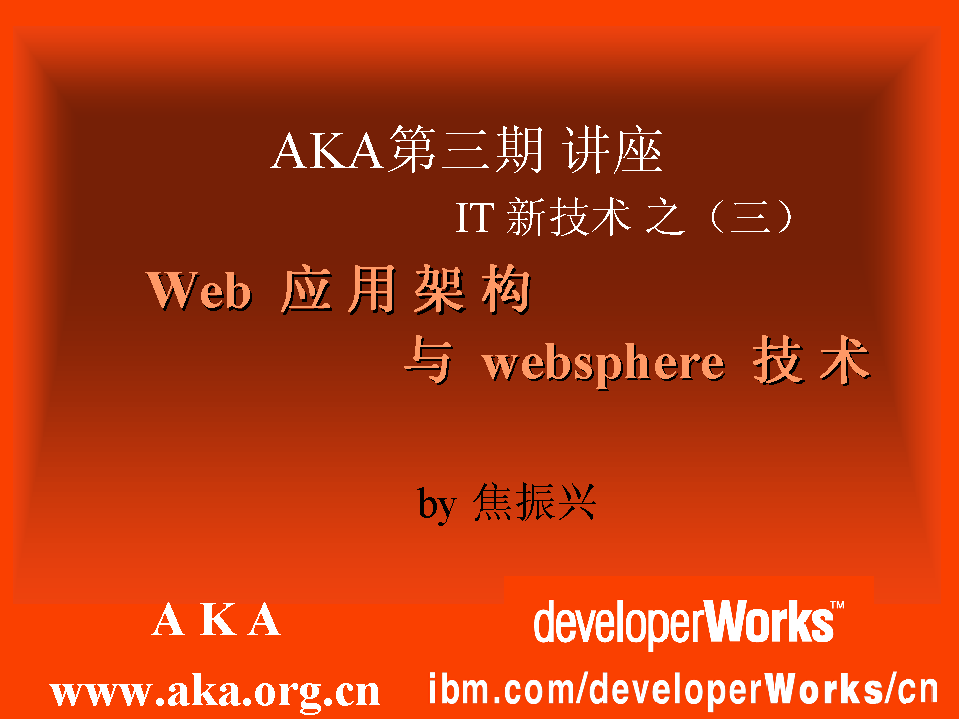 AKA第三期 讲座
IT 新技术 之（三）
Web 应 用 架 构
与 websphere 技 术
by 焦振兴
A K A
developerWorks™
www.aka.org.cn
ibm.com/developerWorks/cn